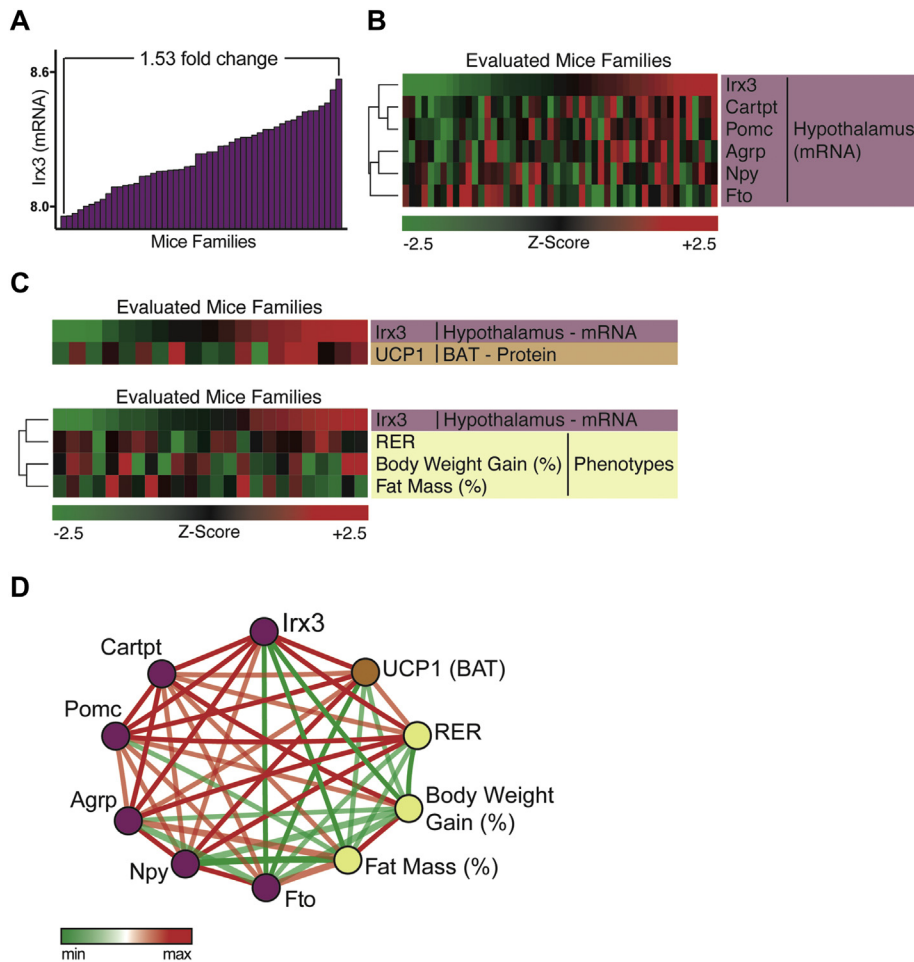 A
1.53 fold change
8.6
8.0
Irx3 (mRNA)
Mice Families
B
Evaluated Mice Families
Irx3
Cartpt
Pomc
Agrp
Npy
Fto
Hypothalamus
(mRNA)
-2.5 Z-Score +2.5
C
Evaluated Mice Families
Irx3 Hypothalamus - mRNA
UCP1 BAT - Protein
Evaluated Mice Families
Irx3 Hypothalamus - mRNA
RER
Body Weight Gain (%)
Fat Mass (%)
Phenotypes
-2.5 Z-Score +2.5
D
Irx3
Cartpt
UCP1 (BAT)
Pomc
RER
Agrp
Body Weight
Gain (%)
Npy
Fat Mass (%)
Fto
min max